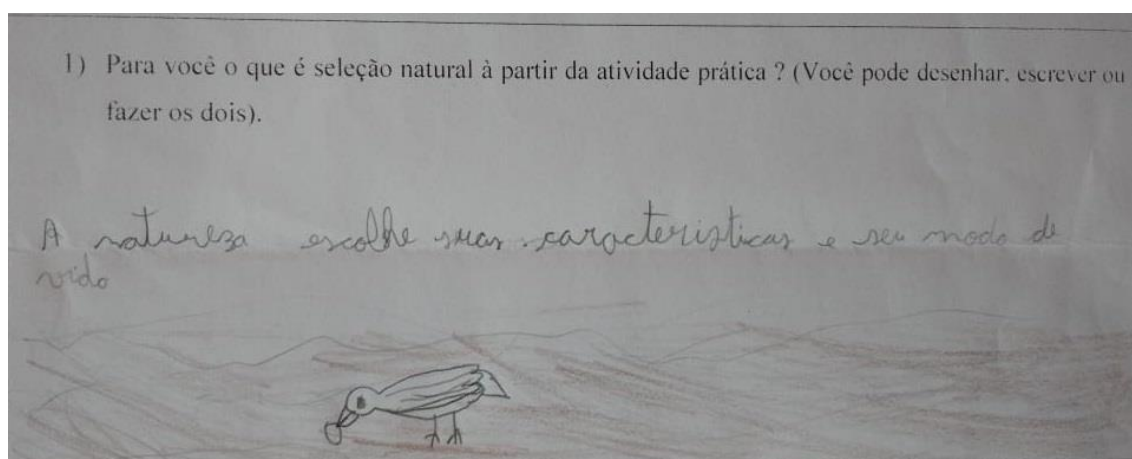 1) Para você o que é seleção natural à partir da atividade prática ? (Você pode desenhar, escrever ou
fazer os dois).
A natureza escolhe suas caracteristicas e seu modo de
vida